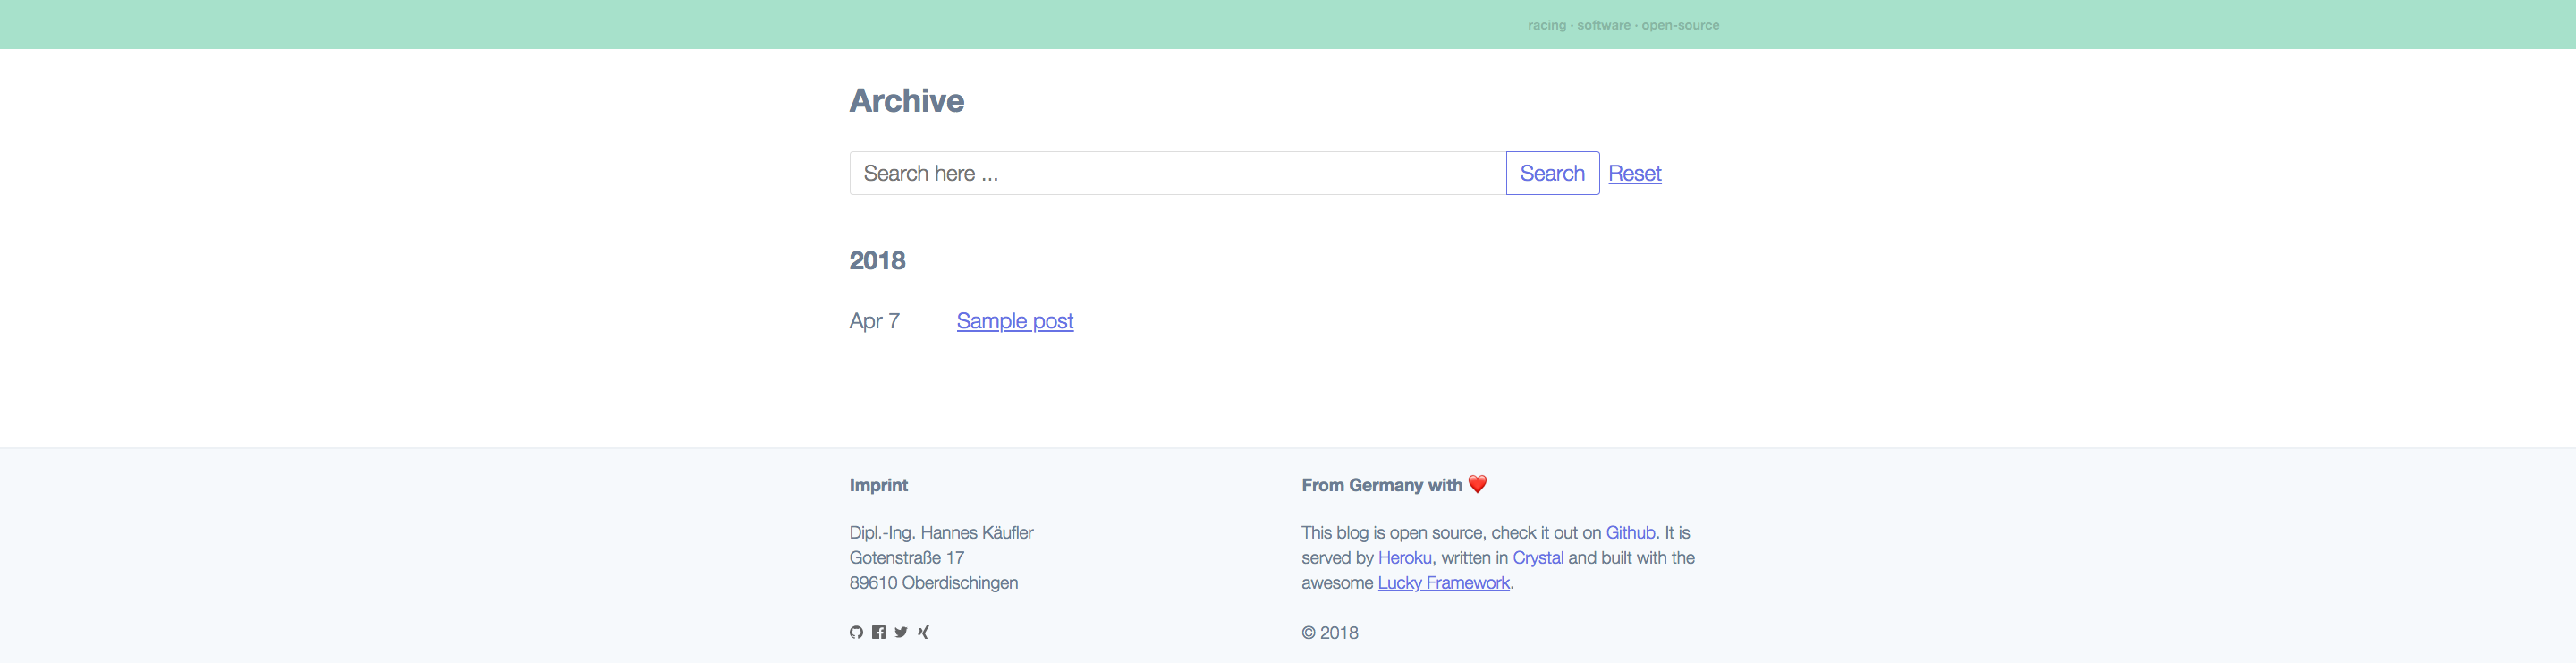 racing · software · open-source
Archive
Search here ... Search Reset
2018
Apr 7 Sample post
Imprint
Dipl.-Ing. Hannes Käufler
Gotenstraße 17
89610 Oberdischingen
From Germany with ❤️
This blog is open source, check it out on Github. It is
served by Heroku, written in Crystal and built with the
awesome Lucky Framework.
© 2018